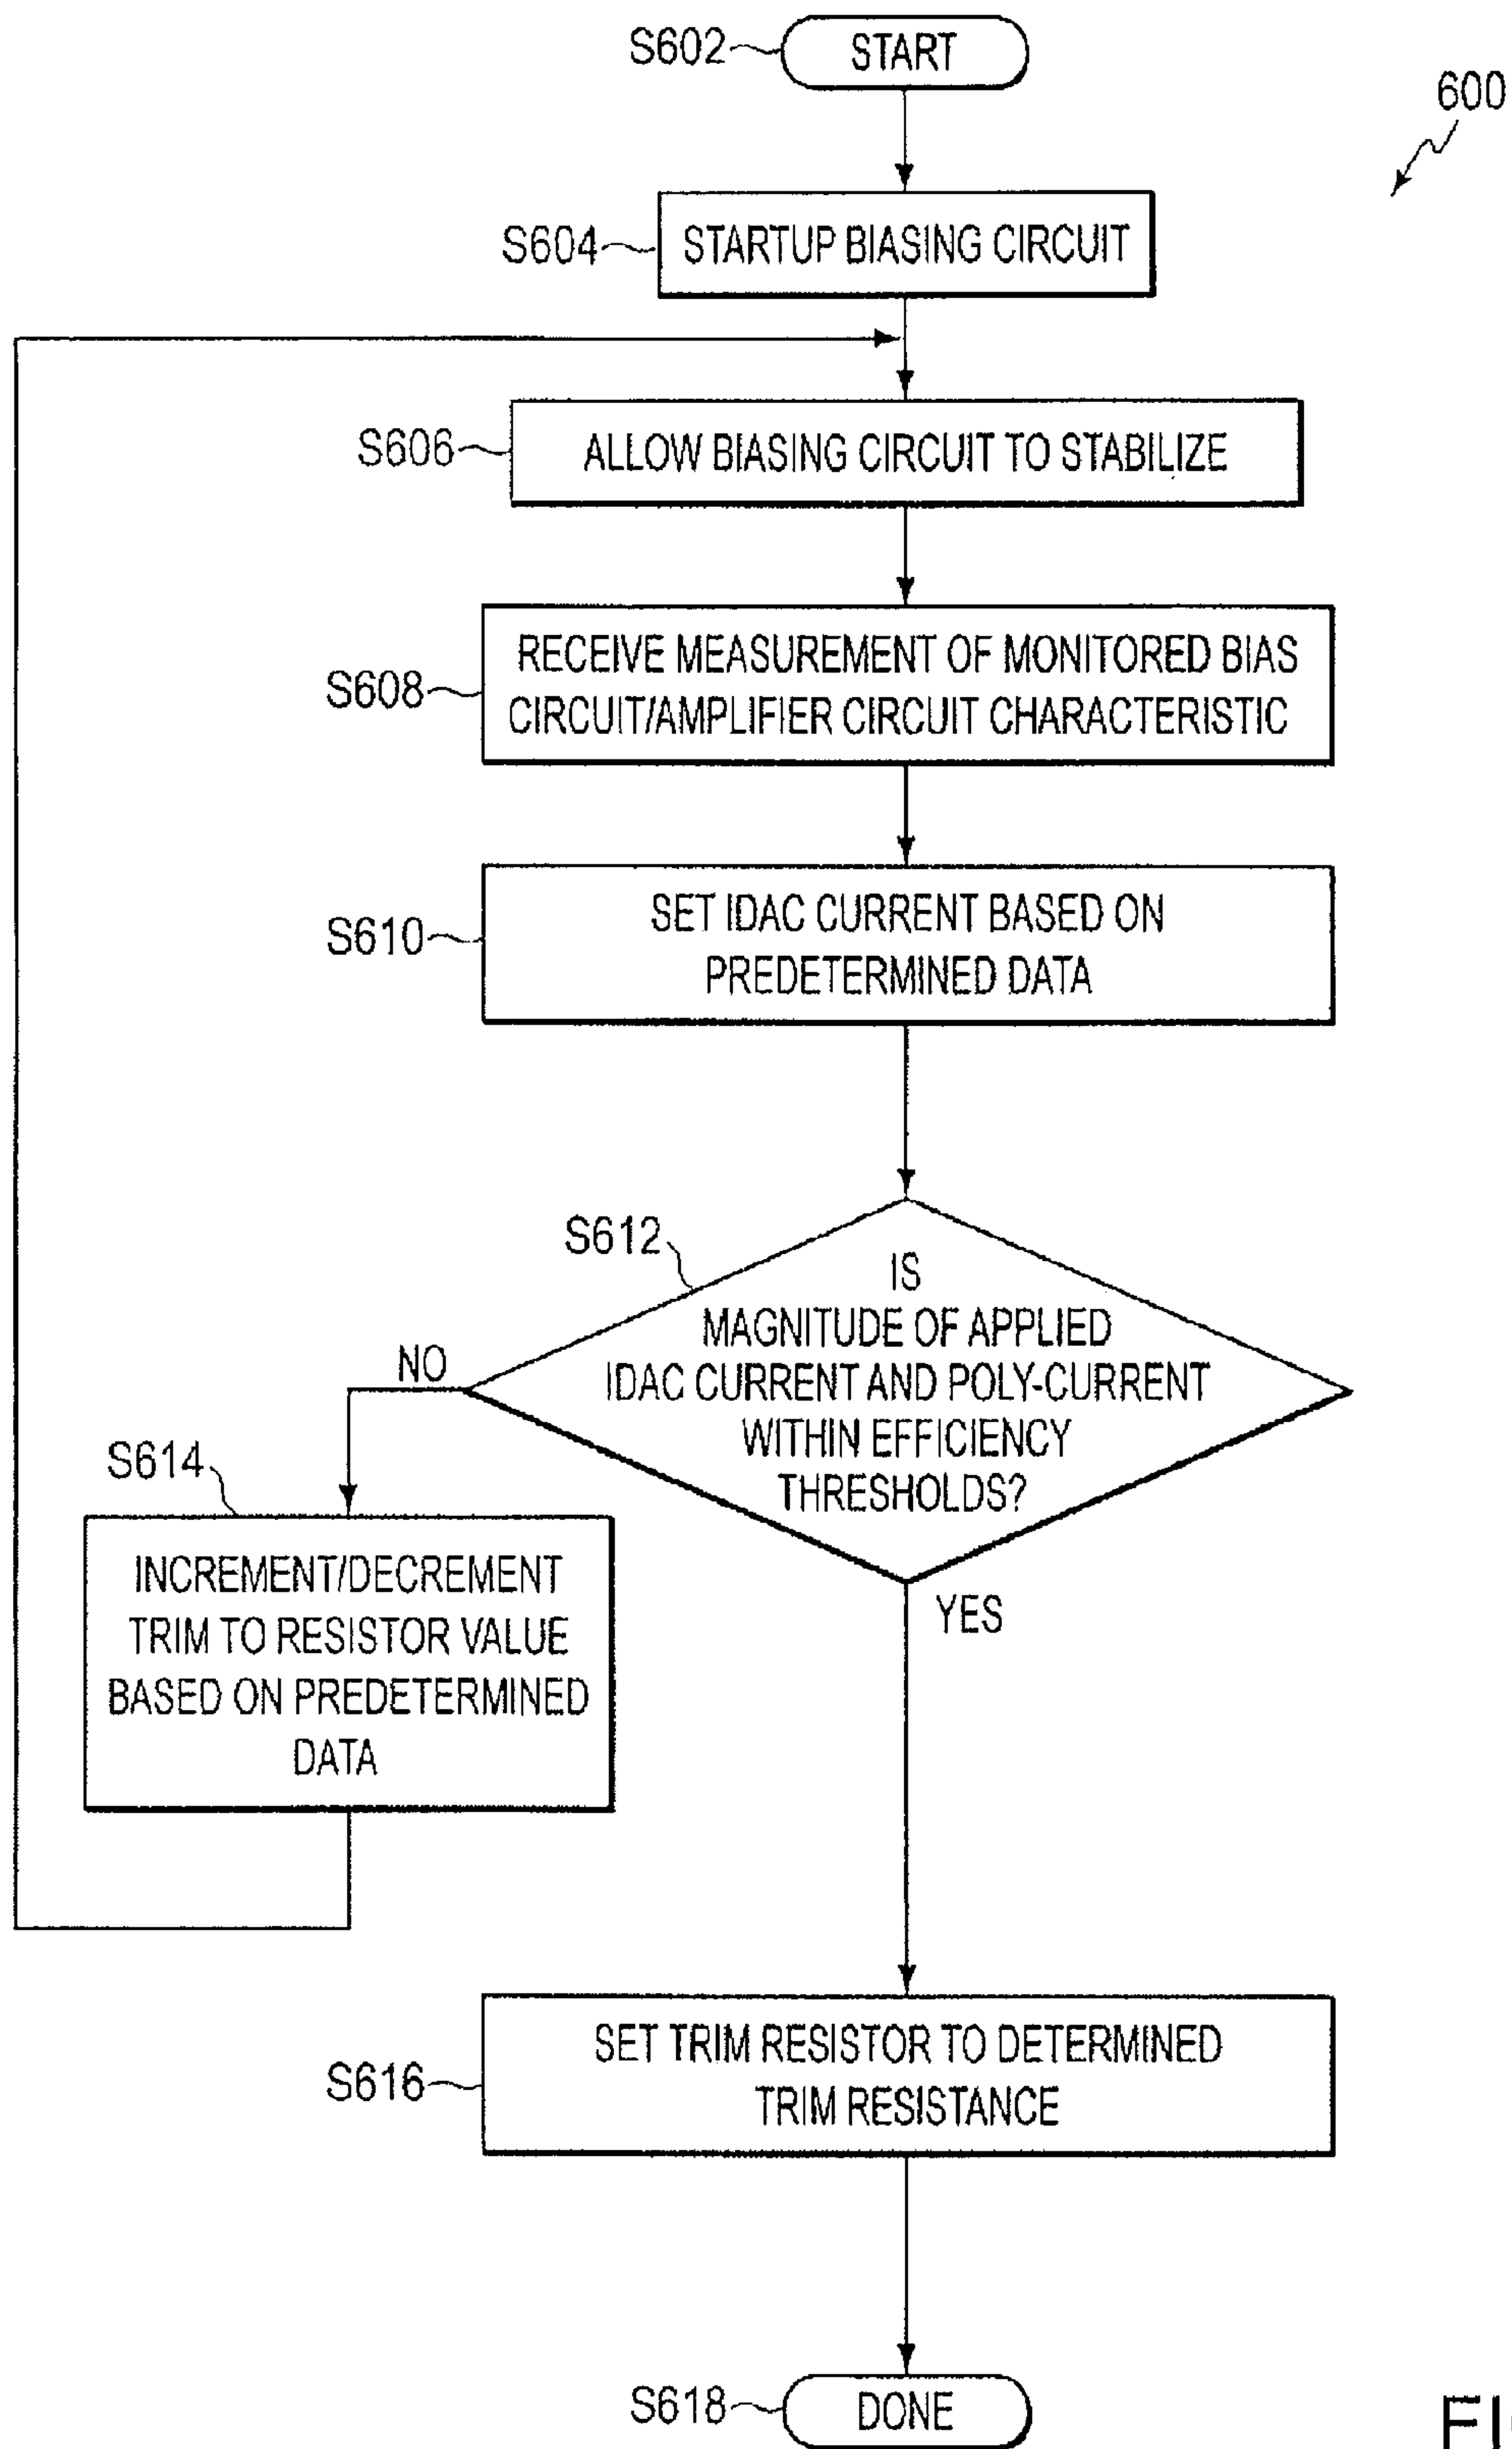 S602
START
600
S604
STARTUP BIASING CIRCUIT
S606
ALLOW BIASING CIRCUIT TO STABILIZE
S608
RECEIVE MEASUREMENT OF MONITORED BIAS
CIRCUIT/AMPLIFIER CIRCUIT CHARACTERISTIC
S610
SET IDAC CURRENT BASED ON
PREDETERMINED DATA
S612
IS
MAGNITUDE OF APPLIED
IDAC CURRENT AND POLY-CURRENT
WITHIN EFFICIENCY
THRESHOLDS?
NO
YES
S614
INCREMENT/DECREMENT
TRIM TO RESISTOR VALUE
BASED ON PREDETERMINED
DATA
S616
SET TRIM RESISTOR TO DETERMINED
TRIM RESISTANCE
S618
DONE